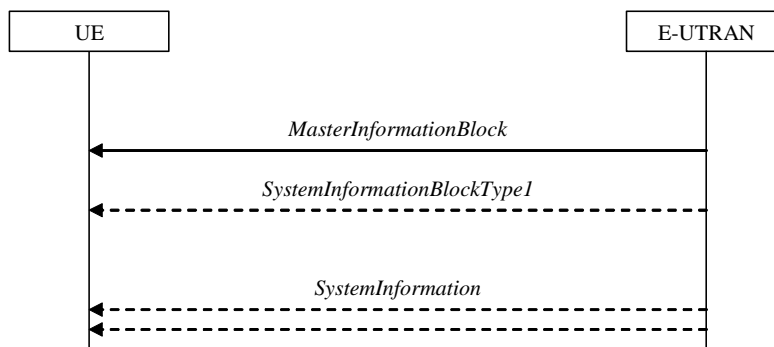 UE
E-UTRAN
MasterInformationBlock
SystemInformationBlockType1
SystemInformation